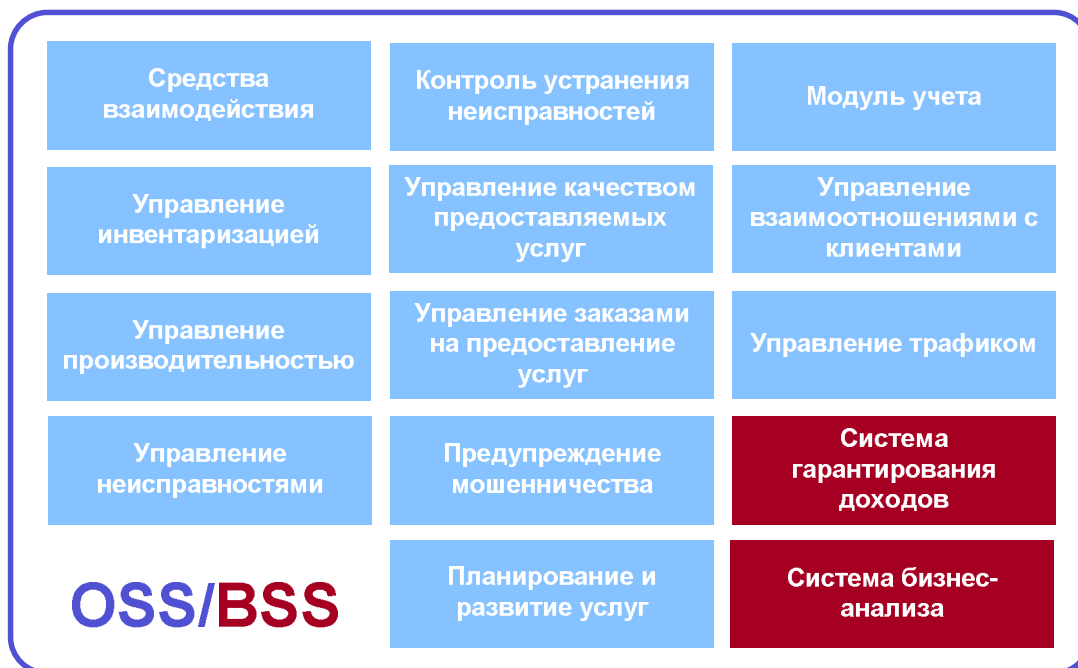 Средства
взаимодействия
Контроль устранения
неисправностей
Модуль учета
Управление
инвентаризацией
Управление качеством
предоставляемых
услуг
Управление
взаимоотношениями с
клиентами
Управление
производительностью
Управление заказами
на предоставление
услуг
Управление трафиком
Управление
неисправностями
Предупреждение
мошенничества
Система
гарантирования
доходов
OSS/BSS
Планирование и
развитие услуг
Система бизнес-
анализа